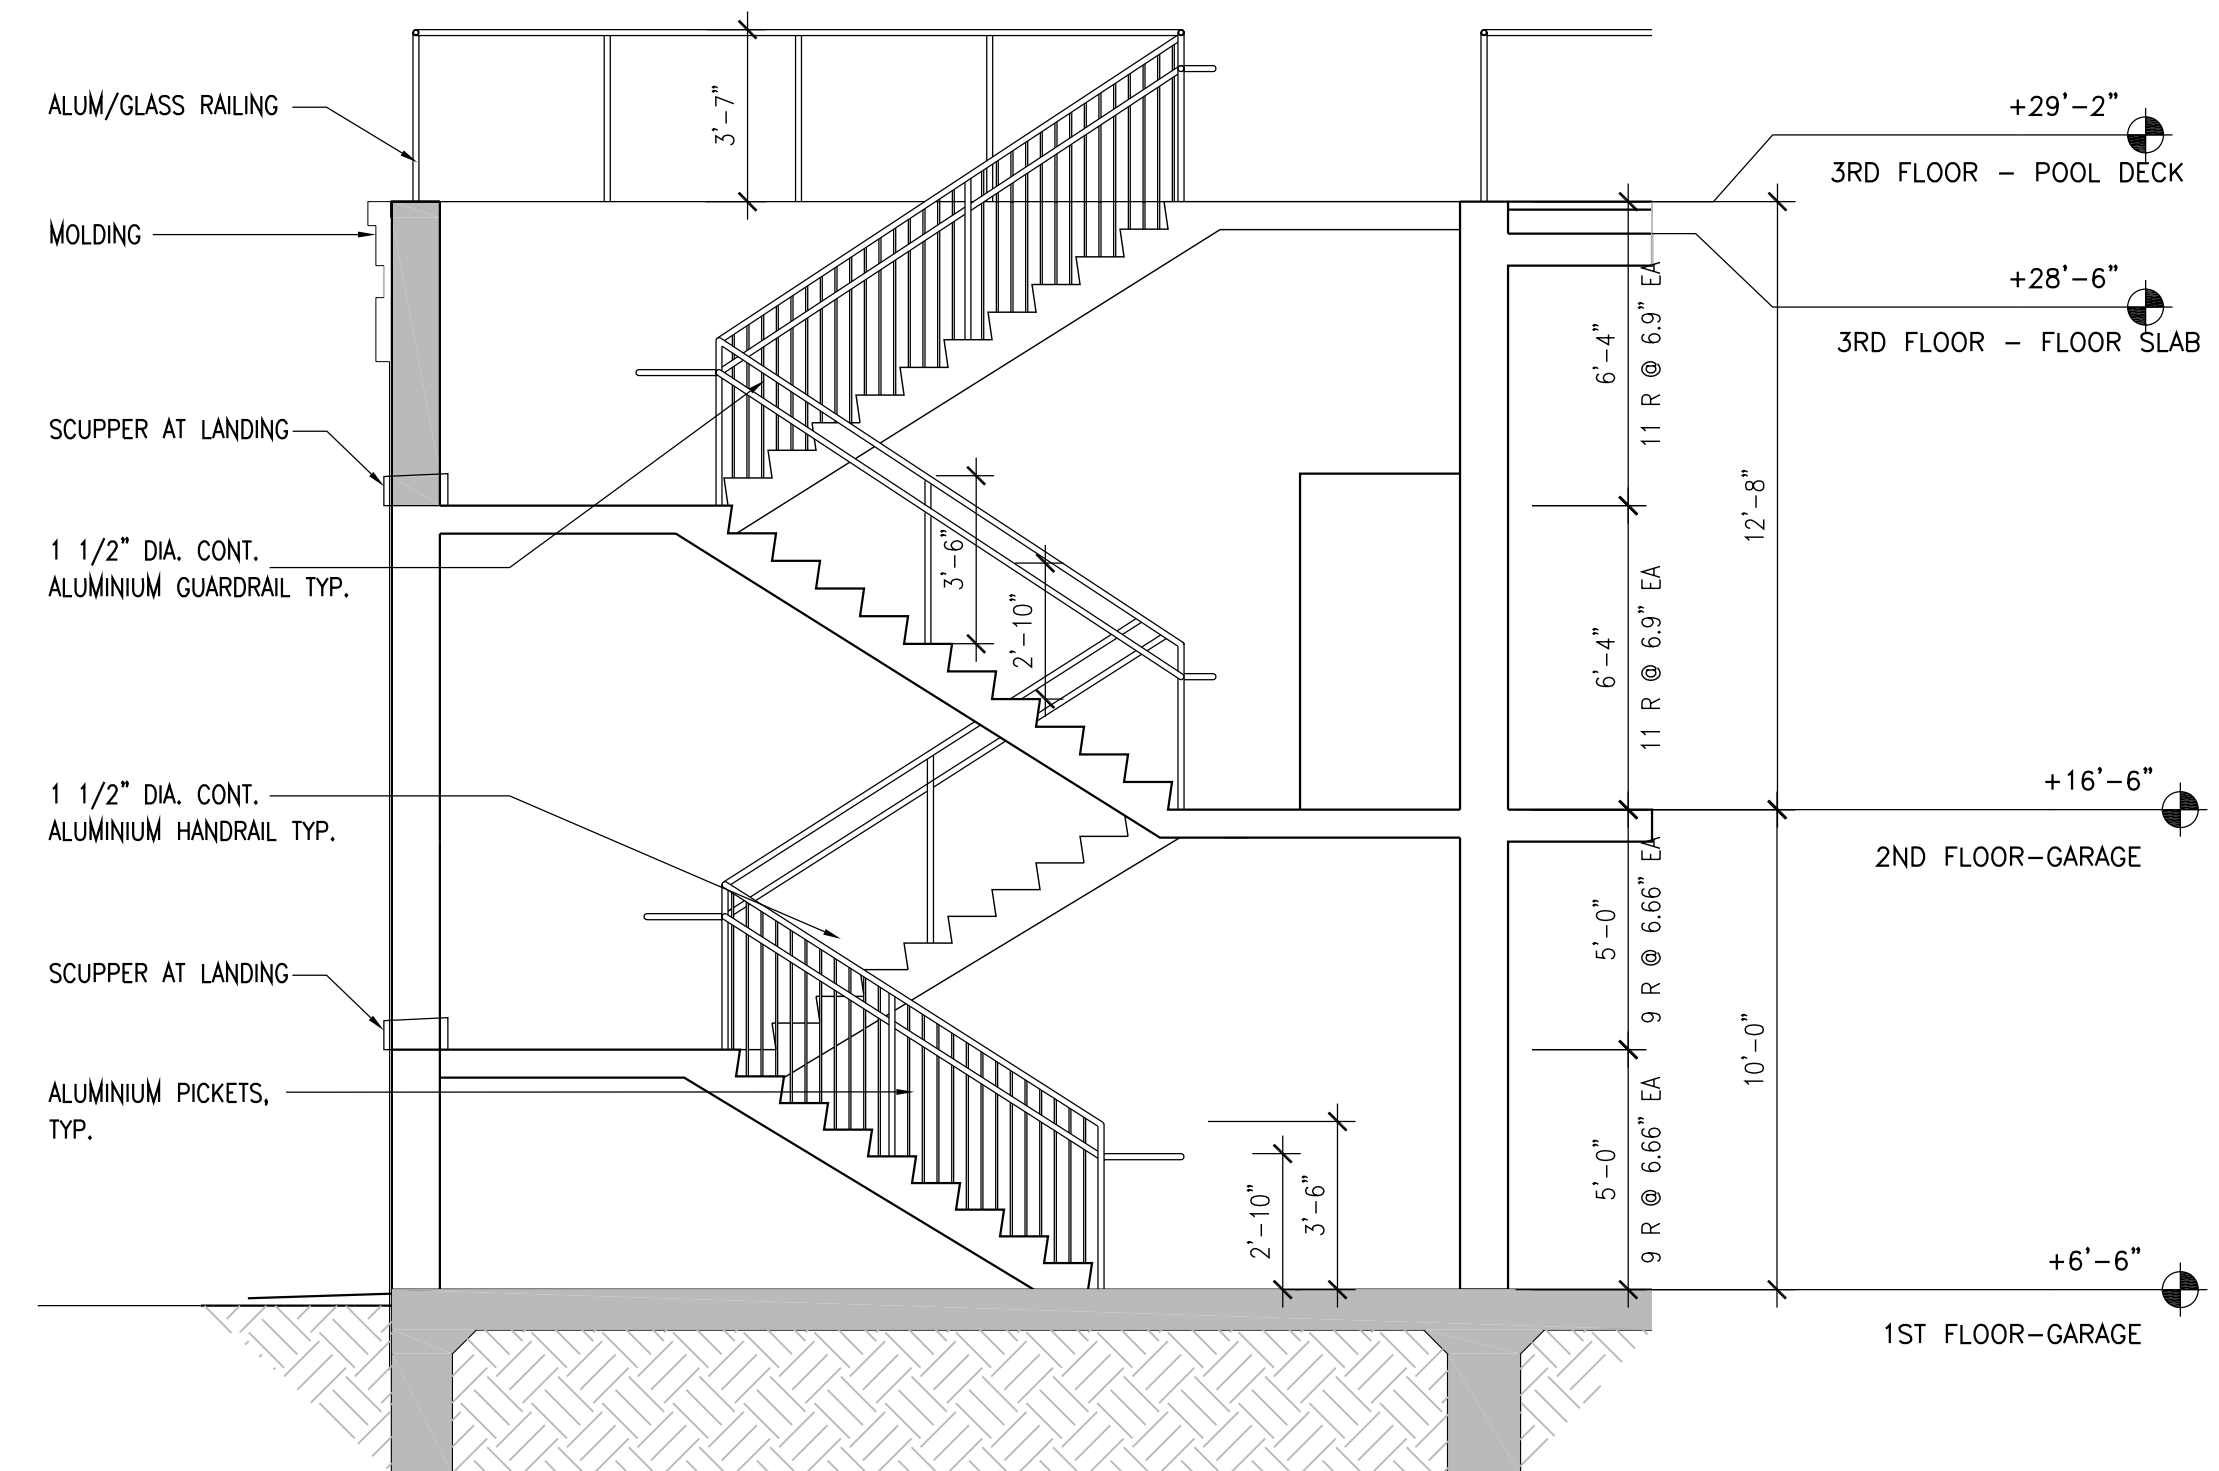 ALUM/GLASS RAILING
MOLDING
SCUPPER AT LANDING
1 1/2" DIA. CONT.
ALUMINIUM GUARDRAIL TYP.
1 1/2" DIA. CONT.
ALUMINIUM HANDRAIL TYP.
SCUPPER AT LANDING
ALUMINIUM PICKETS,
TYP.
3'-7"
3'-6"
2'-10"
2'-10"
3'-6"
6'-4"
11 R @ 6.9" EA
6'-4"
11 R @ 6.9" EA
5'-0"
9 R @ 6.66" EA
5'-0"
9 R @ 6.66" EA
12'-8"
10'-0"
+29'-2"
3RD FLOOR - POOL DECK
+28'-6"
3RD FLOOR - FLOOR SLAB
+16'-6"
2ND FLOOR-GARAGE
+6'-6"
1ST FLOOR-GARAGE